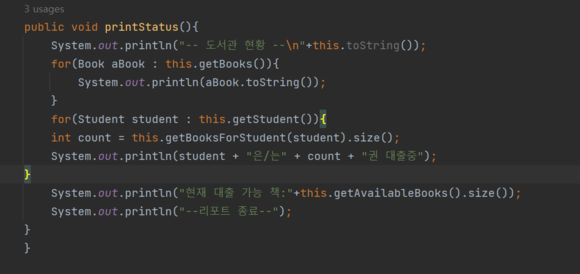 3 usages
public void printStatus(){
System.out.println("-- 도서관 현황 --\n"+this.toString());
for(Book aBook : this.getBooks()){
System.out.println(aBook.toString());
}
for(Student student : this.getStudent()){
int count = this.getBooksForStudent(student).size();
System.out.println(student + "은/는" + count + "권 대출중");
}
System.out.println("현재 대출 가능 책:"+this.getAvailableBooks().size());
System.out.println("--리포트 종료--");
}
}